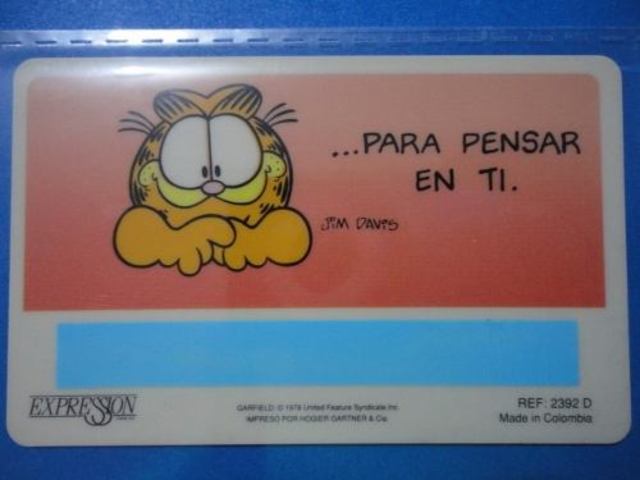 ...PARA PENSAR
EN TI.
JIM DAVIS
EXPRESSION
GARFIELD: © 1978 United Feature Syndicate Inc.
IMPRESO POR HOGIER GARTNER & Cia.
REF: 2392 D
Made in Colombia